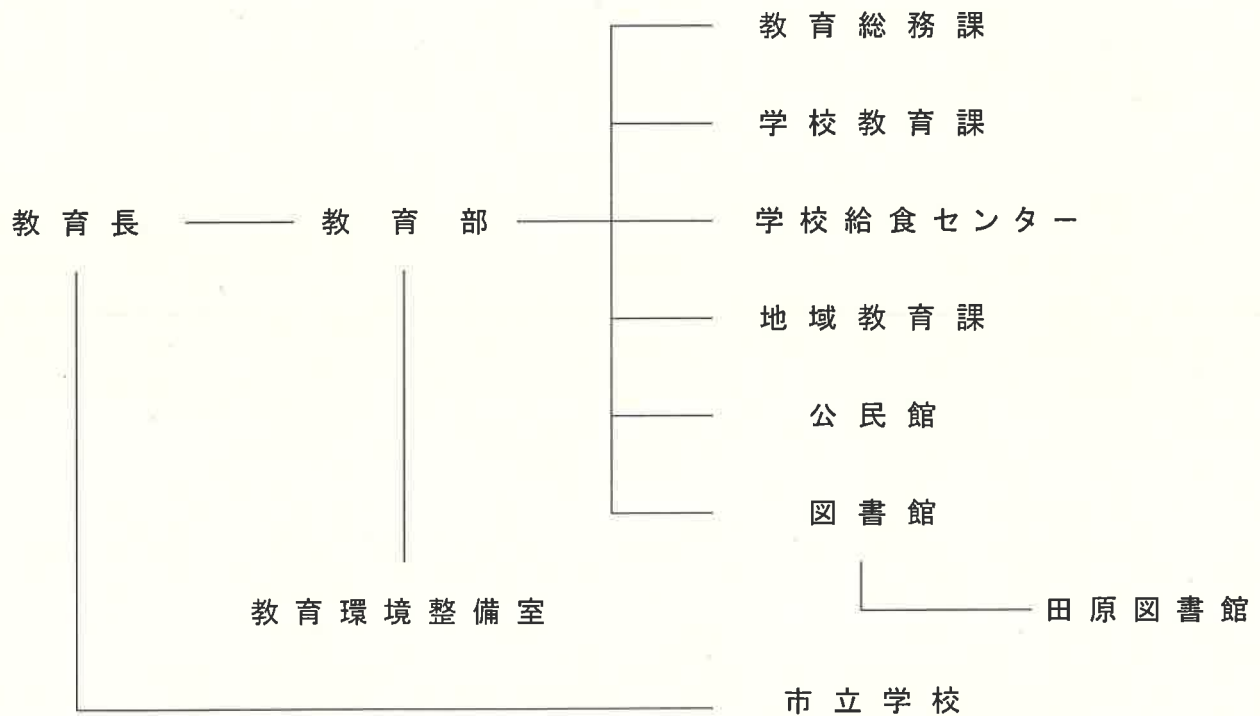 教育総務課
学校教育課
教育長 教育部 学校給食センター
地域教育課
公民館
図書館
教育環境整備室 田原図書館
市立学校